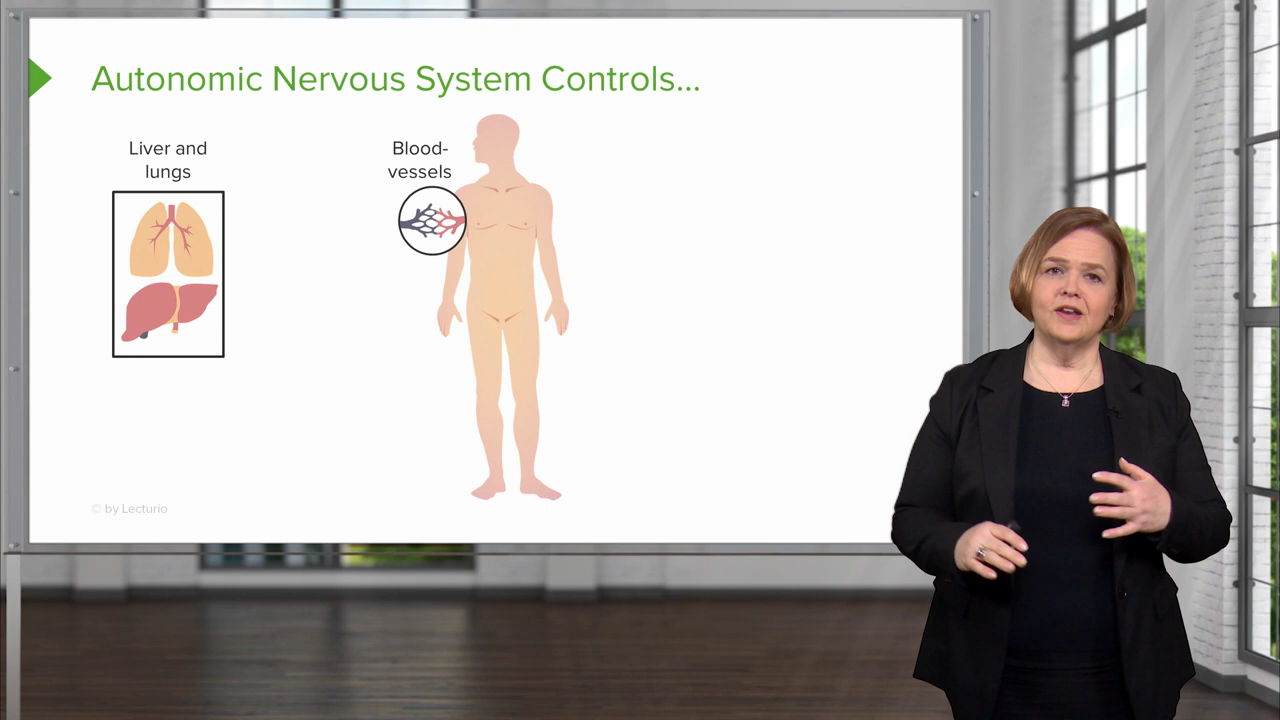 Autonomic Nervous System Controls...
Liver and
lungs
Blood-
vessels
© by Lecturio